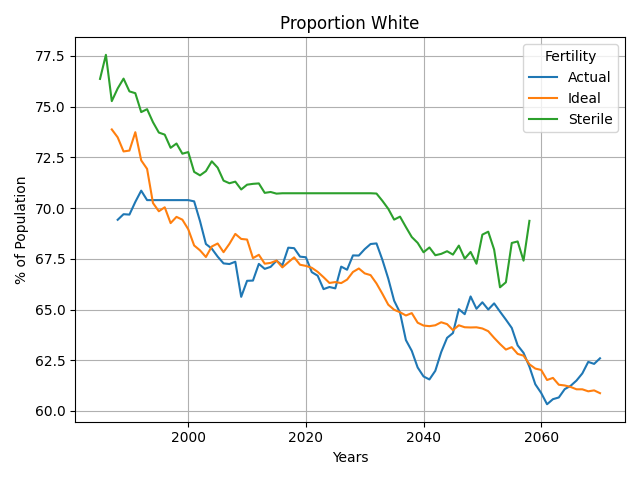 Proportion White
Fertility
Actual
Ideal
Sterile
% of Population
77.5
75.0
72.5
70.0
67.5
65.0
62.5
60.0
2000
2020
2040
2060
Years